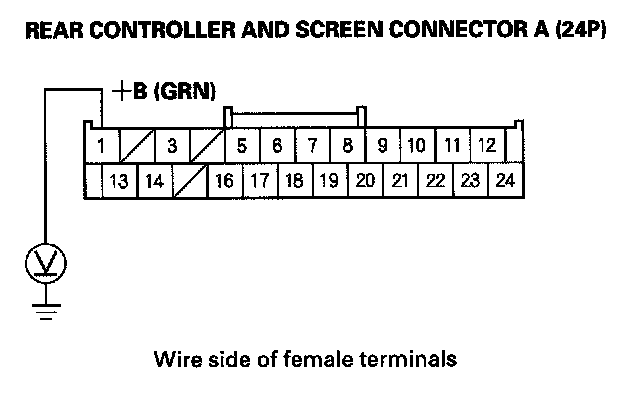 REAR CONTROLLER AND SCREEN CONNECTOR A (24P)
+B (GRN)
1 3 5 6 7 8 9 10 11 12
13 14 16 17 18 19 20 21 22 23 24
V
Wire side of female terminals